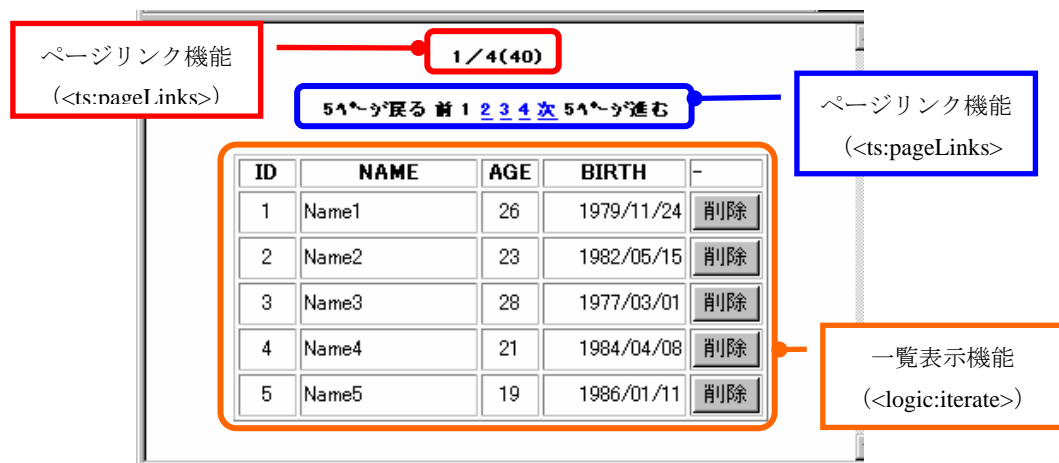 ページリンク機能
（<ts:pageLinks>）
1／4(40)
5ﾍﾟｰｼﾞ戻る 前 1 2 3 4 次 5ﾍﾟｰｼﾞ進む
ページリンク機能
（<ts:pageLinks>
ID NAME AGE BIRTH -
1 Name1 26 1979/11/24 削除
2 Name2 23 1982/05/15 削除
3 Name3 28 1977/03/01 削除
4 Name4 21 1984/04/08 削除
5 Name5 19 1986/01/11 削除
一覧表示機能
（<logic:iterate>）